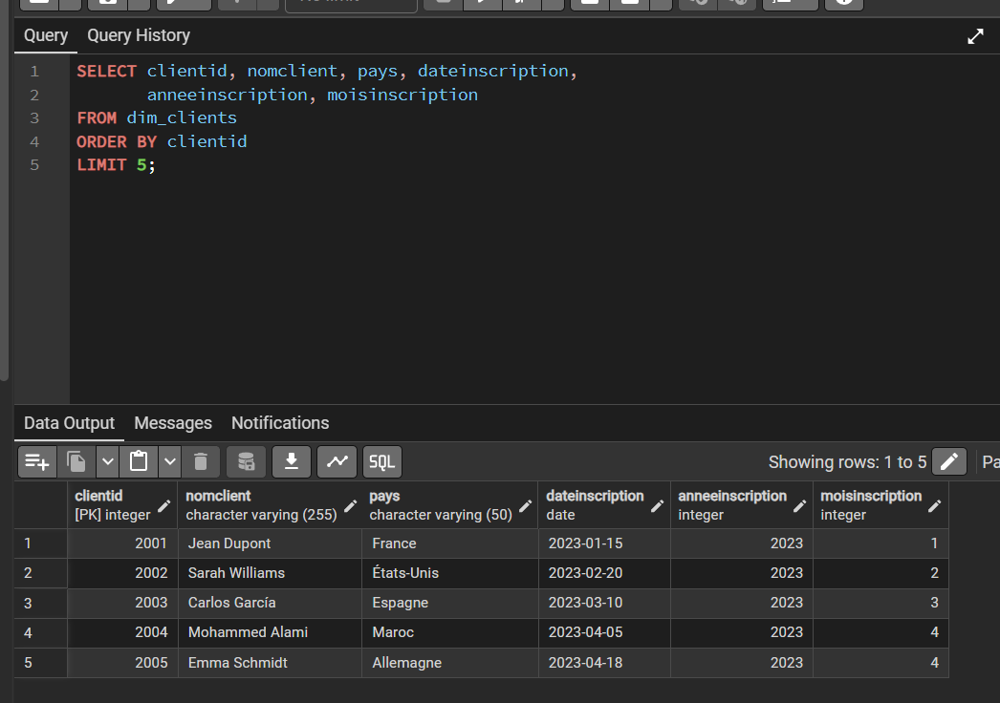 Query Query History
1 SELECT clientid, nomclient, pays, dateinscription,
2 anneeinscription, moisinscription
3 FROM dim_clients
4 ORDER BY clientid
5 LIMIT 5;
Data Output Messages Notifications
SQL Showing rows: 1 to 5
clientid nomclient pays dateinscription anneeinscription moisinscription
[PK] integer character varying (255) character varying (50) date integer integer
1 2001 Jean Dupont France 2023-01-15 2023 1
2 2002 Sarah Williams États-Unis 2023-02-20 2023 2
3 2003 Carlos García Espagne 2023-03-10 2023 3
4 2004 Mohammed Alami Maroc 2023-04-05 2023 4
5 2005 Emma Schmidt Allemagne 2023-04-18 2023 4